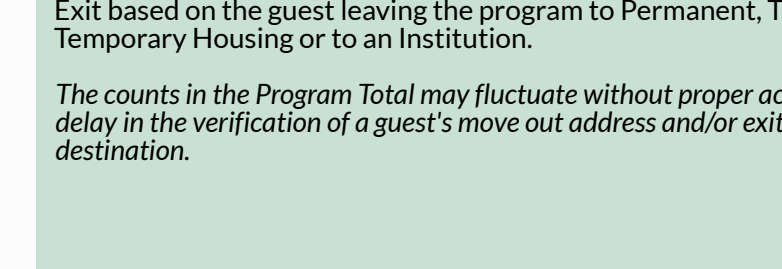 Exit based on the guest leaving the program to Permanent,
Temporary Housing or to an Institution.
The counts in the Program Total may fluctuate without proper
delay in the verification of a guest's move out address and/or exit
destination.